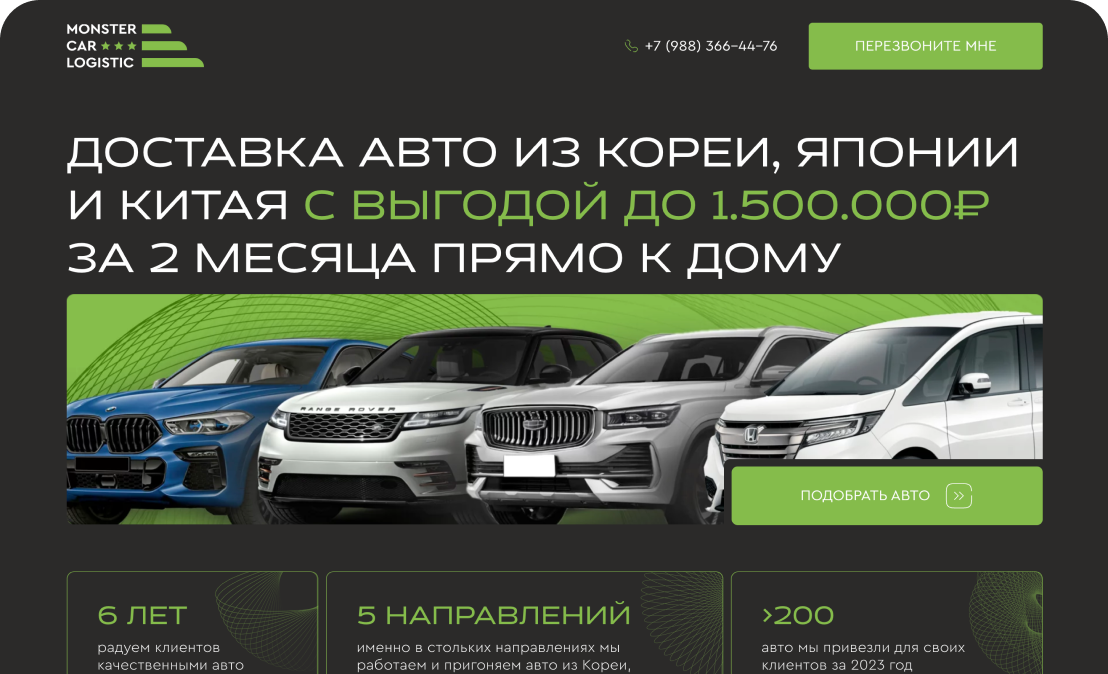 MONSTER
CAR
LOGISTIC
+7 (988) 366-44-76
ПЕРЕЗВОНИТЕ МНЕ
ДОСТАВКА АВТО ИЗ КОРЕИ, ЯПОНИИ
И КИТАЯ С ВЫГОДОЙ ДО 1.500.000₽
ЗА 2 МЕСЯЦА ПРЯМО К ДОМУ
RANGE ROVER
ПОДОБРАТЬ АВТО
6 ЛЕТ
радуем клиентов
качественными авто
5 НАПРАВЛЕНИЙ
именно в стольких направлениях мы
работаем и пригоняем авто из Кореи,
>200
авто мы привезли для своих
клиентов за 2023 год